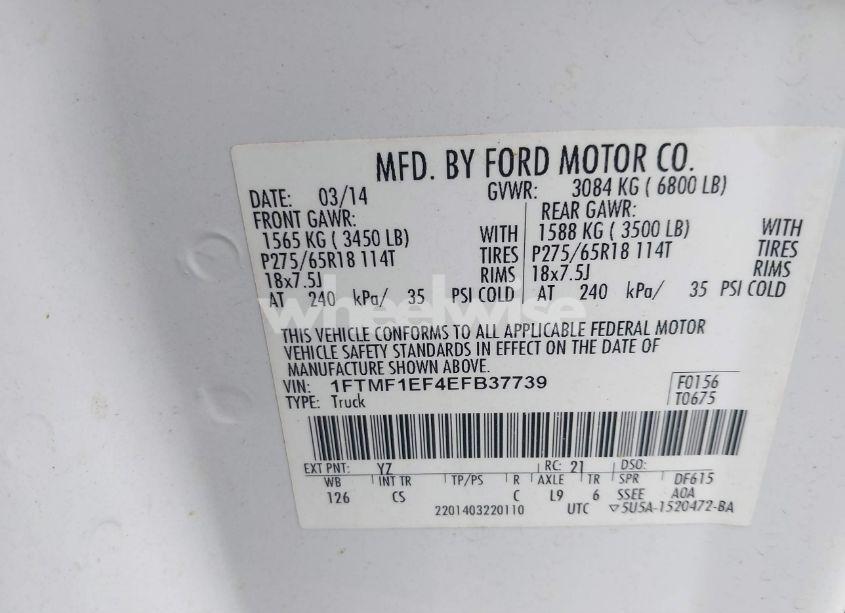 MFD. BY FORD MOTOR CO.
DATE: 03/14 GVWR: 3084 KG ( 6800 LB)
FRONT GAWR: REAR GAWR:
1565 KG ( 3450 LB) WITH 1588 KG ( 3500 LB) WITH
P275/65R18 114T TIRES P275/65R18 114T TIRES
18x7.5J RIMS 18x7.5J RIMS
AT 240 kPa/ 35 PSI COLD AT 240 kPa/ 35 PSI COLD
wheelwise
THIS VEHICLE CONFORMS TO ALL APPLICABLE FEDERAL MOTOR
VEHICLE SAFETY STANDARDS IN EFFECT ON THE DATE OF
MANUFACTURE SHOWN ABOVE.
VIN: 1FTMF1EF4EFB37739 F0156
TYPE: Truck T0675
EXT PNT: YZ RC: 21 DSO:
WB INT TR TP/PS R AXLE TR SPR DF615
126 CS C L9 6 SSEE A0A
2201403220110 UTC ▽5U5A-1520472-BA